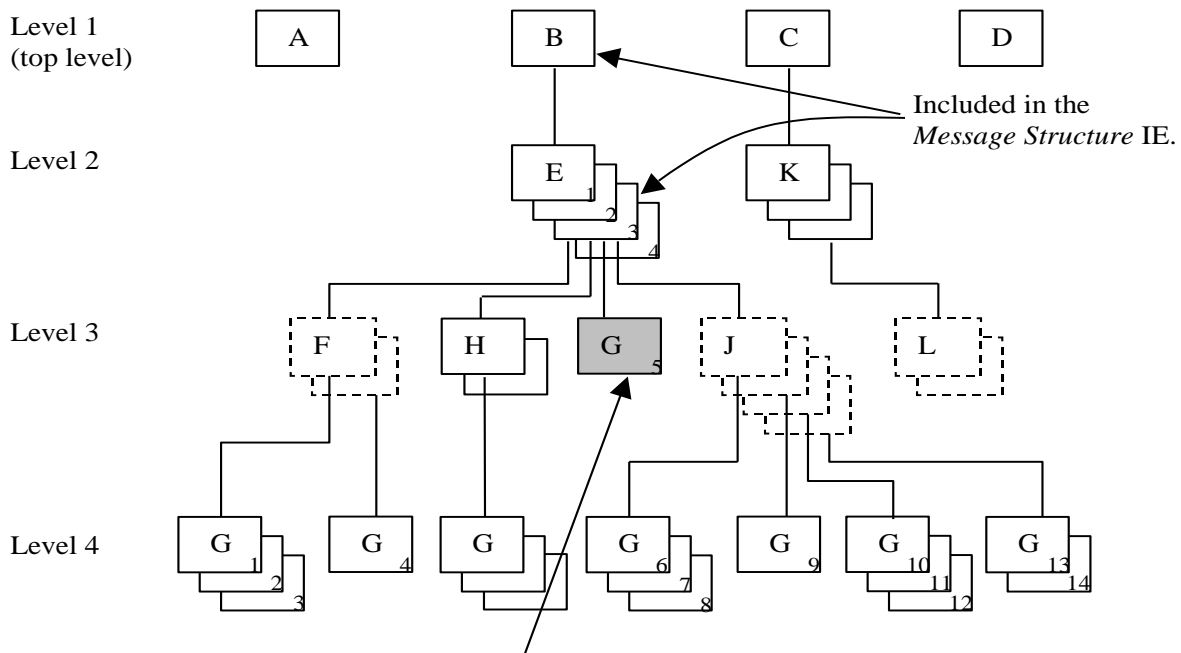 Level 1
(top level)
A
B
C
D
Included in the
Message Structure IE.
Level 2
E
1
2
3
4
K
Level 3
F
H
G
5
J
L
Level 4
G
1
2
3
G
4
G
G
6
7
8
G
9
G
10
11
12
G
13
14